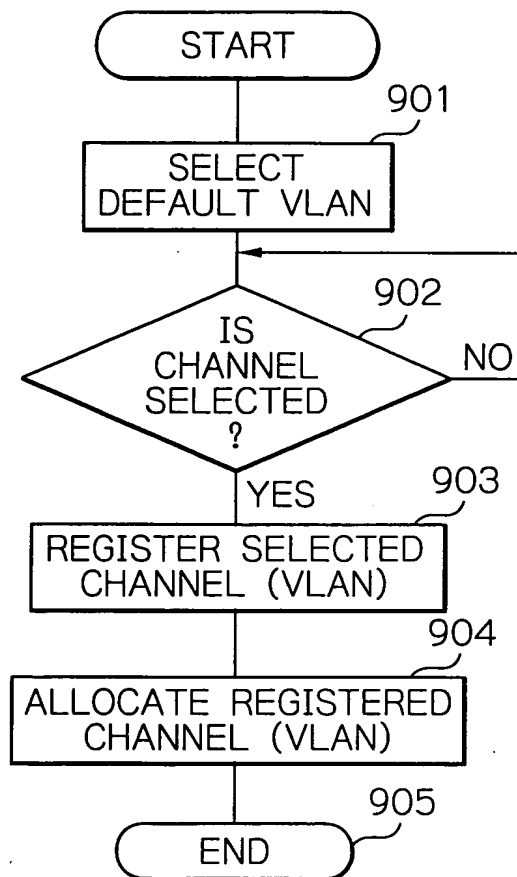 START
901
SELECT
DEFAULT VLAN
902
IS
CHANNEL
SELECTED
?
NO
YES
903
REGISTER SELECTED
CHANNEL (VLAN)
904
ALLOCATE REGISTERED
CHANNEL (VLAN)
905
END